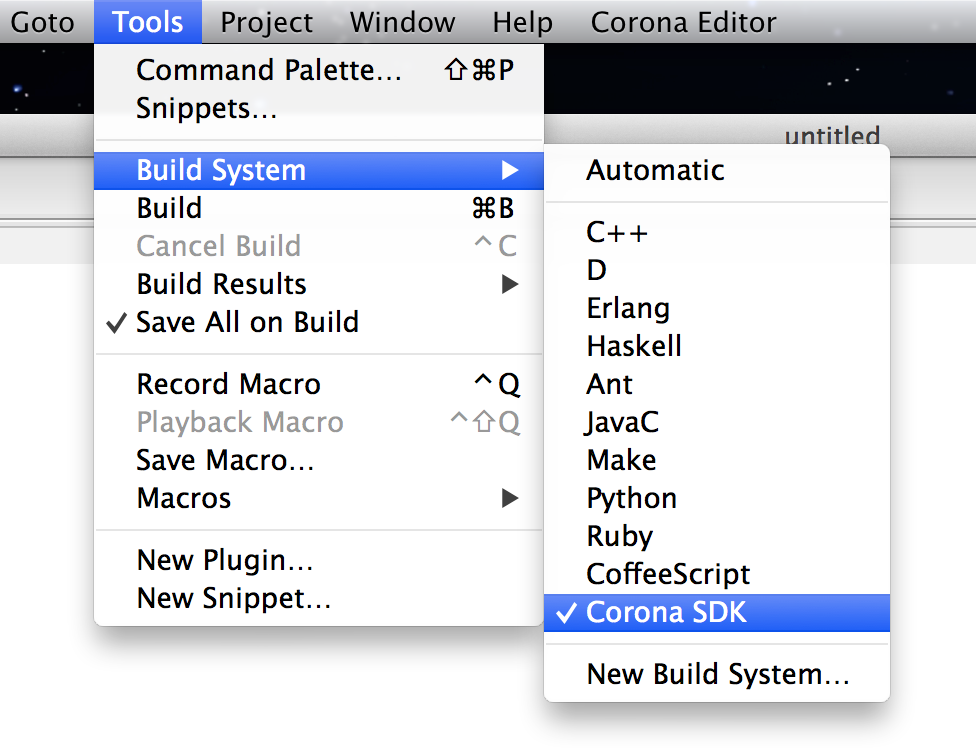 Goto Tools Project Window Help Corona Editor
untitled
Command Palette... ⇧⌘P
Snippets...
Build System ▶
Build ⌘B
Cancel Build ^C
Build Results ▶
✓ Save All on Build
Record Macro ^Q
Playback Macro ^⇧Q
Save Macro...
Macros ▶
New Plugin...
New Snippet...
Automatic
C++
D
Erlang
Haskell
Ant
JavaC
Make
Python
Ruby
CoffeeScript
✓ Corona SDK
New Build System...